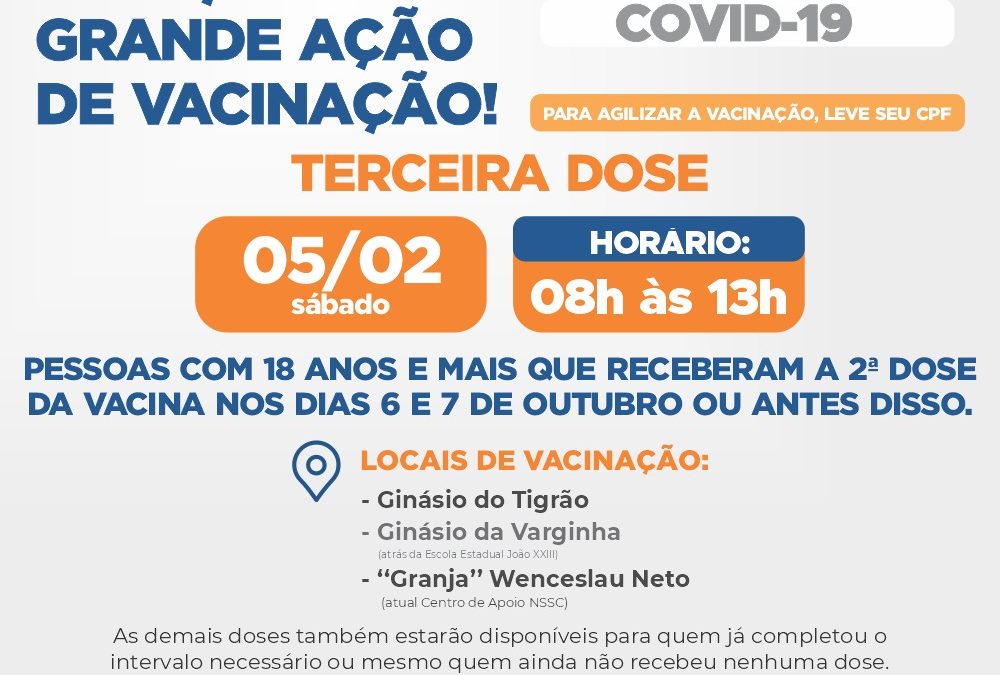 GRANDE AÇÃO
DE VACINAÇÃO!
COVID-19
PARA AGILIZAR A VACINAÇÃO, LEVE SEU CPF
TERCEIRA DOSE
05/02
sábado
HORÁRIO:
08h às 13h
PESSOAS COM 18 ANOS E MAIS QUE RECEBERAM A 2ª DOSE
DA VACINA NOS DIAS 6 E 7 DE OUTUBRO OU ANTES DISSO.
LOCAIS DE VACINAÇÃO:
- Ginásio do Tigrão
- Ginásio da Varginha
(atrás da Escola Estadual João XXIII)
- “Granja” Wenceslau Neto
(atual Centro de Apoio NSSC)
As demais doses também estarão disponíveis para quem já completou o
intervalo necessário ou mesmo quem ainda não recebeu nenhuma dose.